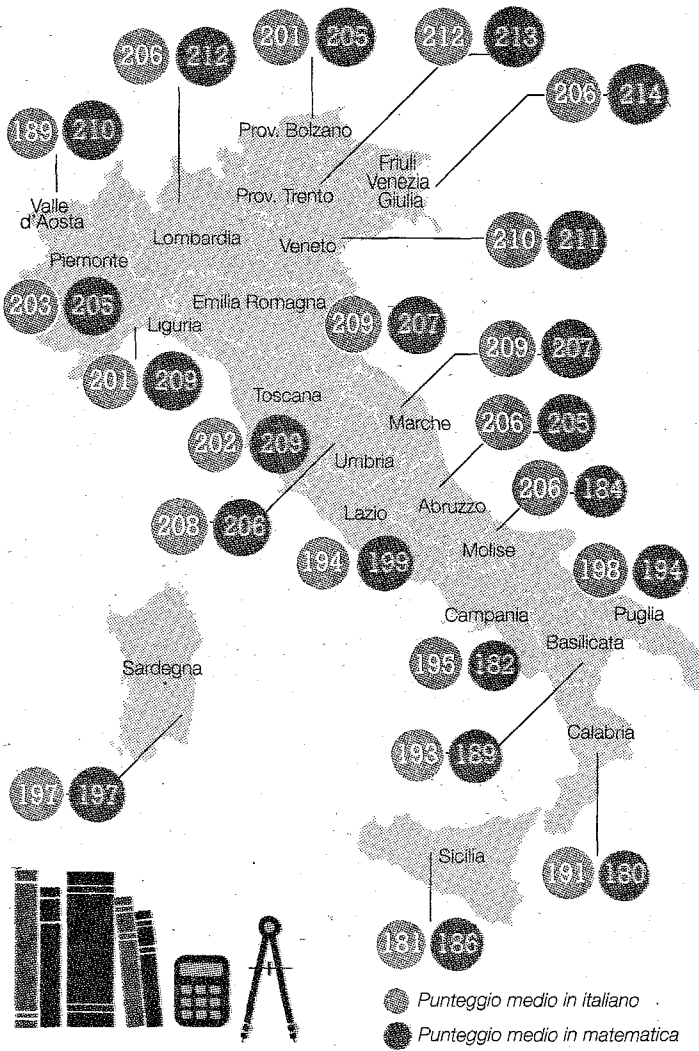 201 205
212 213
206 212
206 214
189 210
Prov. Bolzano
Friuli
Venezia
Giulia
Prov. Trento
Valle
d'Aosta
Lombardia
Veneto
210 211
Piemonte
203 205
Emilia Romagna
Liguria
209 207
209 207
201 209
Toscana
Marche
206 205
202 209
Umbria
206 184
Abruzzo
208 206
Lazio
Molise
194 199
198 194
Campania
Puglia
Basilicata
195 182
Sardegna
Calabria
193 189
197 197
Sicilia
191 180
181 186
Punteggio medio in italiano
Punteggio medio in matematica